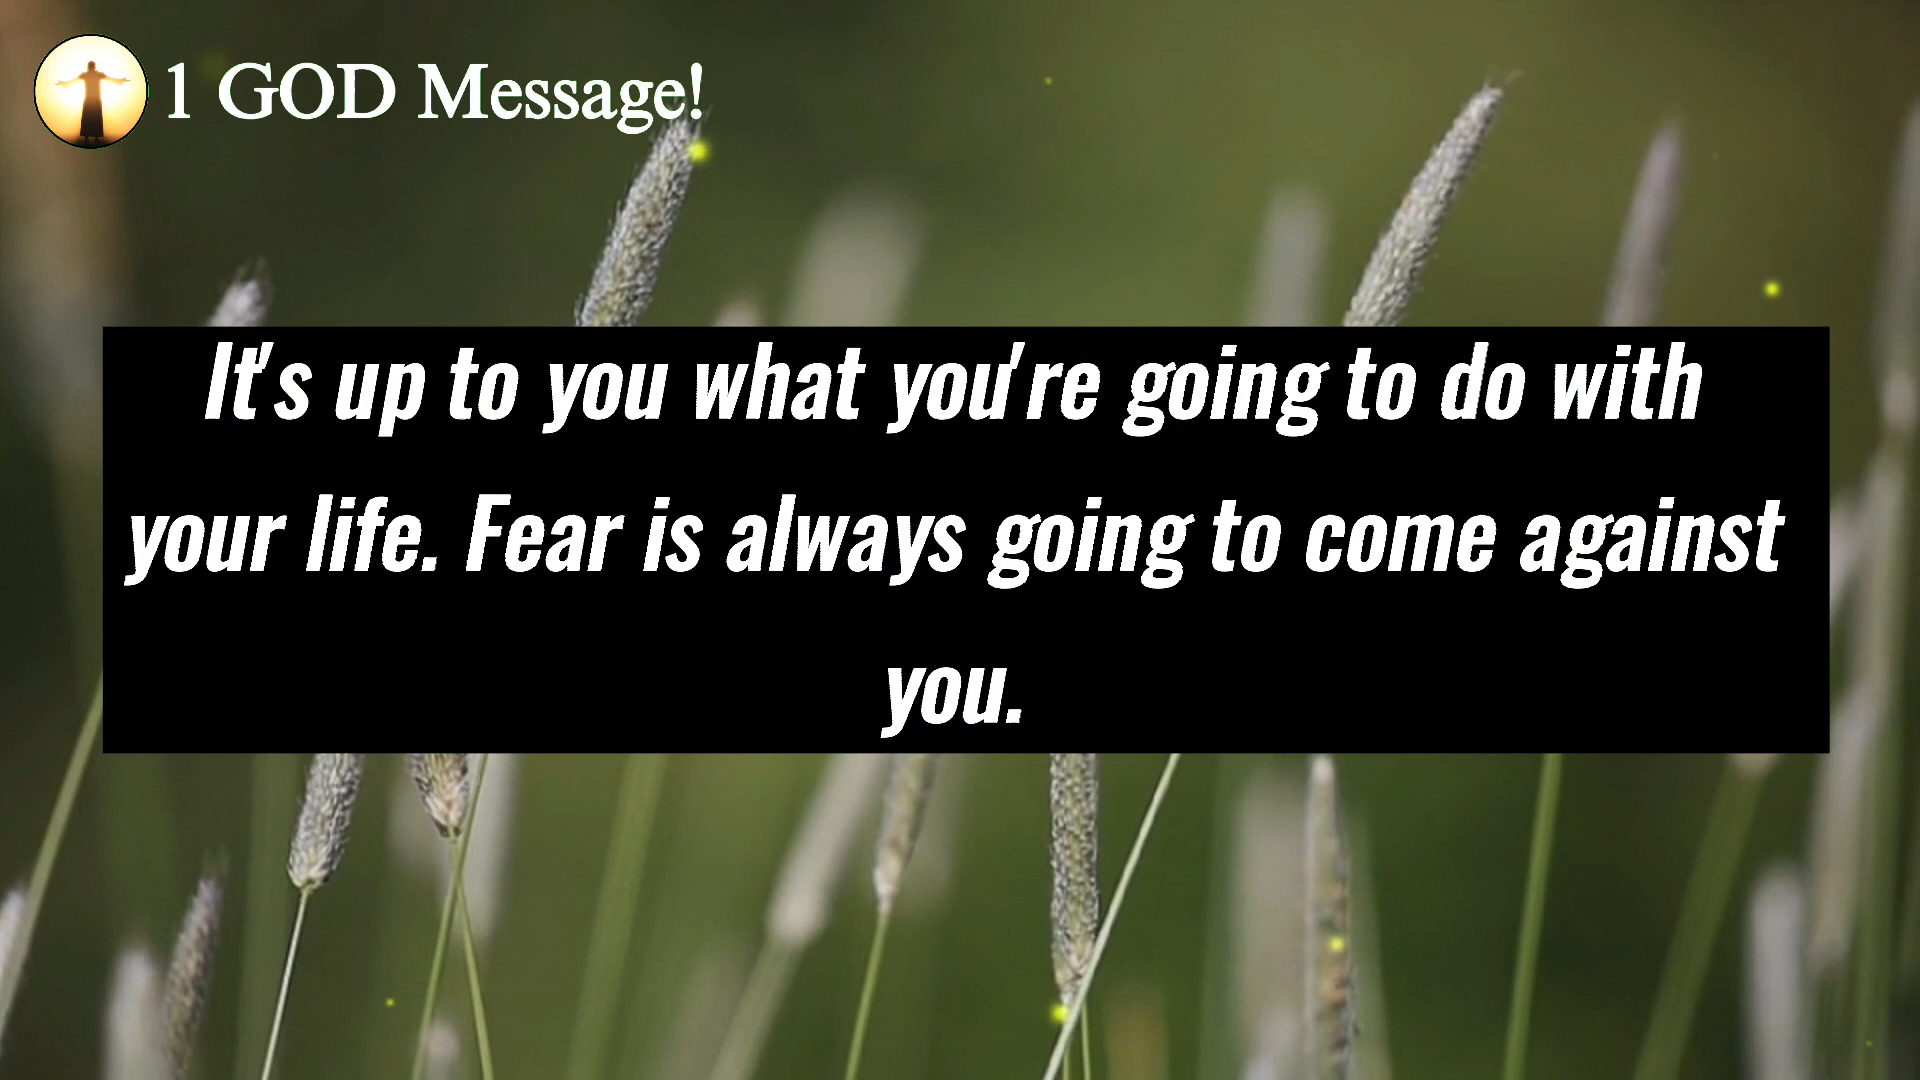 1 GOD Message!
It's up to you what you're going to do with
your life. Fear is always going to come against
you.